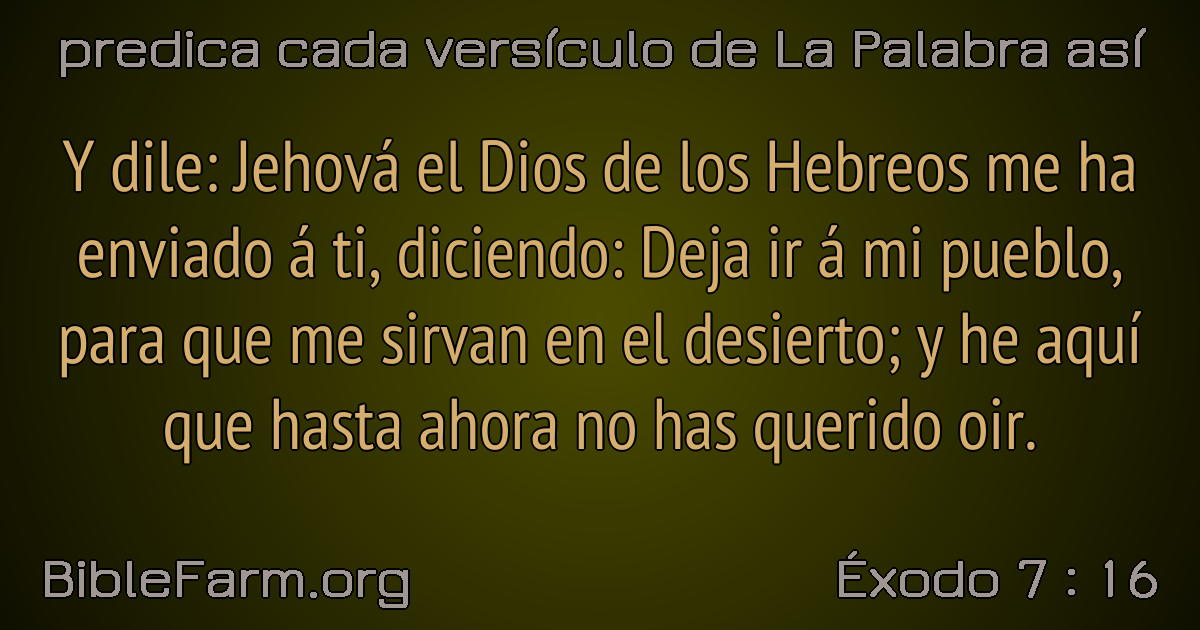 predica cada versículo de La Palabra así
Y dile: Jehová el Dios de los Hebreos me ha
enviado á ti, diciendo: Deja ir á mi pueblo,
para que me sirvan en el desierto; y he aquí
que hasta ahora no has querido oir.
BibleFarm.org
Éxodo 7 : 16